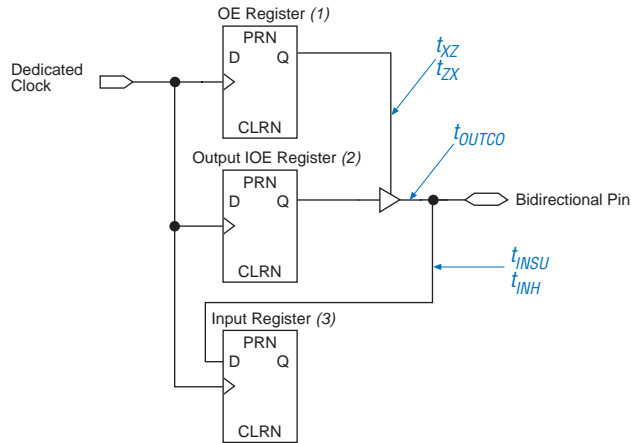 OE Register (1)
PRN
D Q
CLRN
Dedicated
Clock
tXZ
tZX
Output IOE Register (2)
PRN
D Q
CLRN
tOUTCO
Bidirectional Pin
tINSU
tINH
Input Register (3)
PRN
D Q
CLRN